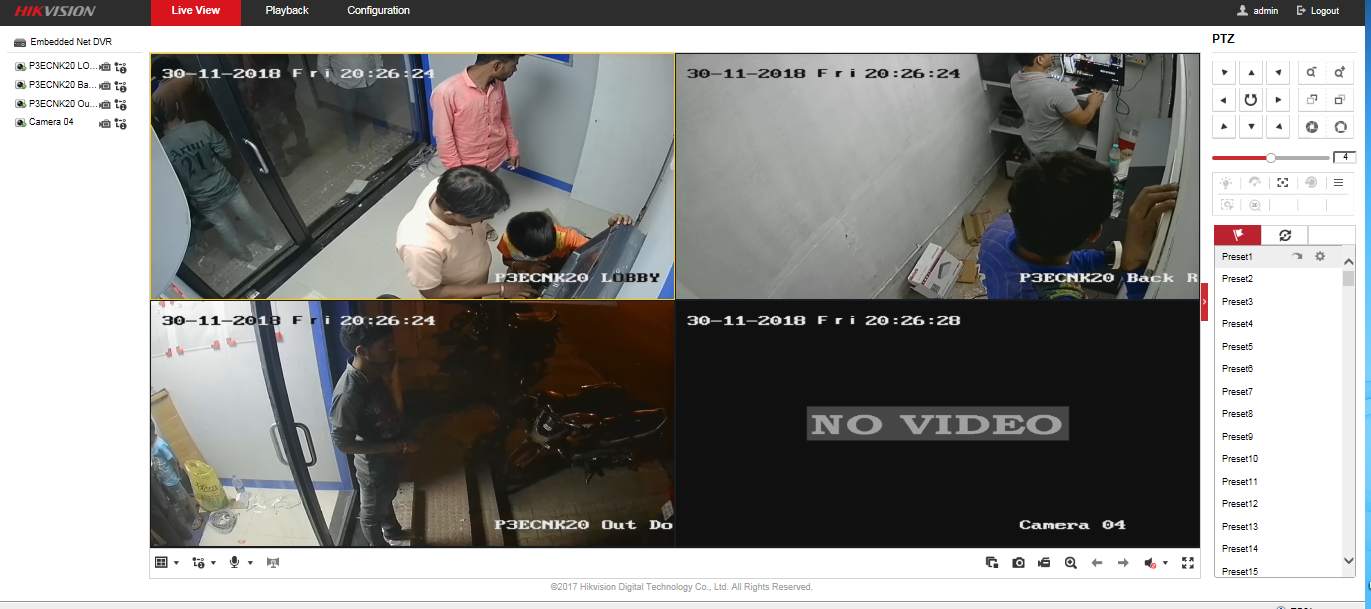 HIKVISION
Live View
Playback
Configuration
admin
Logout
Embedded Net DVR
P3ECNK20 LO...
P3ECNK20 Ba...
P3ECNK20 Ou...
Camera 04
30-11-2018 Fri 20:26:24
Army
21
P3ECNK20 LOBBY
30-11-2018 Fri 20:26:24
P3ECNK20 Back R
30-11-2018 Fri 20:26:24
P3ECNK20 Out Do
30-11-2018 Fri 20:26:28
NO VIDEO
Camera 04
PTZ
4
Preset1
Preset2
Preset3
Preset4
Preset5
Preset6
Preset7
Preset8
Preset9
Preset10
Preset11
Preset12
Preset13
Preset14
Preset15
©2017 Hikvision Digital Technology Co., Ltd. All Rights Reserved.